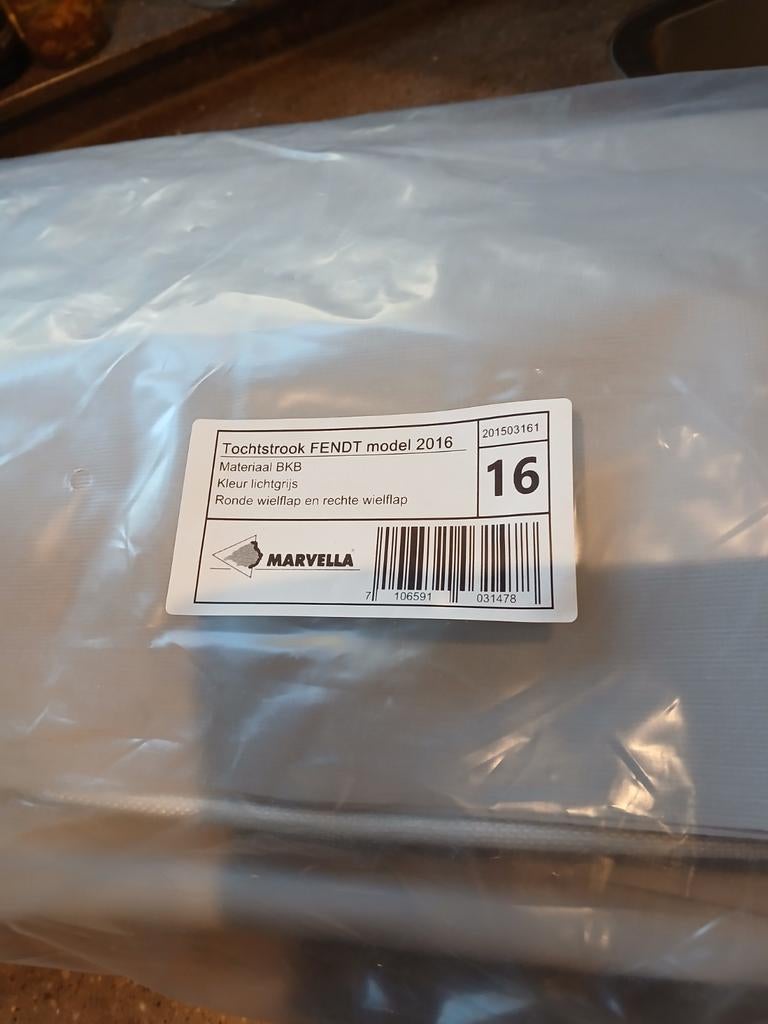 Tochtstrook FENDT model 2016
201503161
Materiaal BKB
Kleur lichtgrijs
Ronde wielflap en rechte wielflap
16
MARVELLA
7 106591 031478